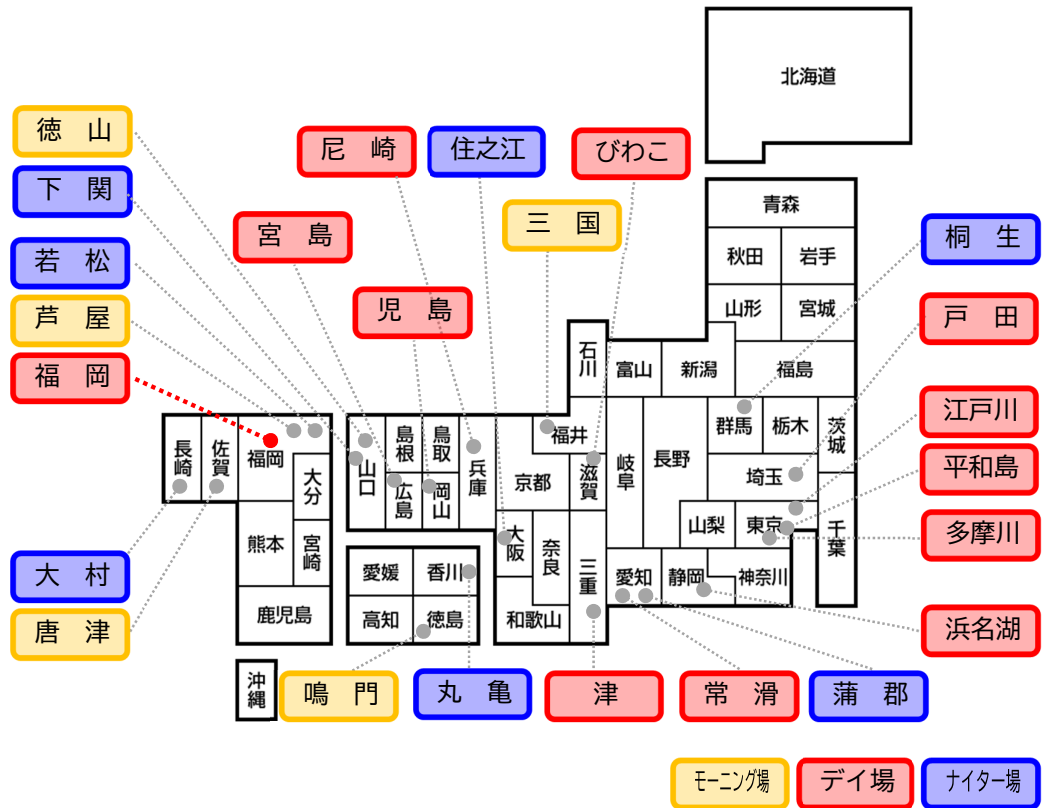 北海道
徳　山
下　関
若　松
芦　屋
福　岡
宮　島
尼　崎
住之江
びわこ
三　国
児　島
桐　生
戸　田
江戸川
平和島
多摩川
浜名湖
青森
秋田
岩手
山形
宮城
石川
富山
新潟
福島
福井
群馬
栃木
茨城
長崎
佐賀
福岡
大分
山口
島根
鳥取
広島
岡山
兵庫
京都
滋賀
岐阜
長野
埼玉
山梨
東京
千葉
熊本
宮崎
大阪
奈良
三重
愛知
静岡
神奈川
愛媛
香川
高知
徳島
和歌山
鹿児島
沖縄
大　村
唐　津
鳴　門
丸　亀
津
常　滑
蒲　郡
モーニング場
デイ場
ナイター場